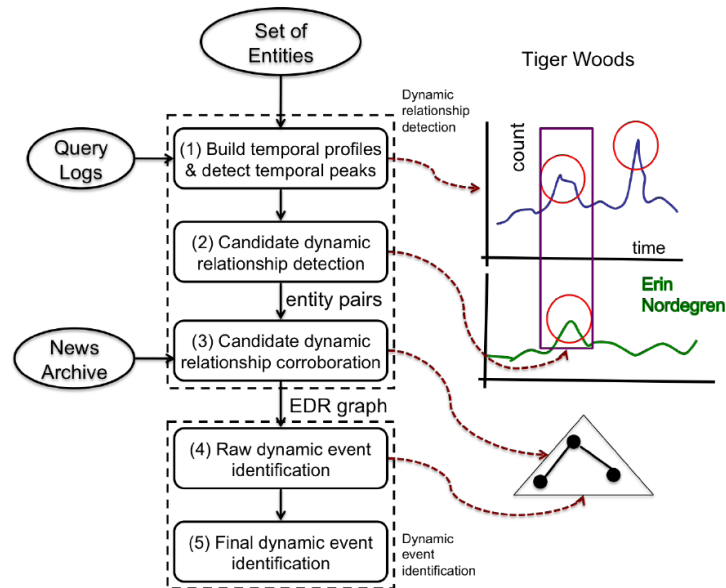 Set of
Entities
Tiger Woods
Dynamic
relationship
detection
Query
Logs
(1) Build temporal profiles
& detect temporal peaks
count
time
(2) Candidate dynamic
relationship detection
entity pairs
Erin
Nordegren
News
Archive
(3) Candidate dynamic
relationship corroboration
EDR graph
(4) Raw dynamic event
identification
(5) Final dynamic event
identification
Dynamic
event
identification